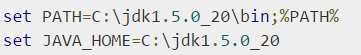 set PATH=C:\jdk1.5.0_20\bin;%PATH%
set JAVA_HOME=C:\jdk1.5.0_20